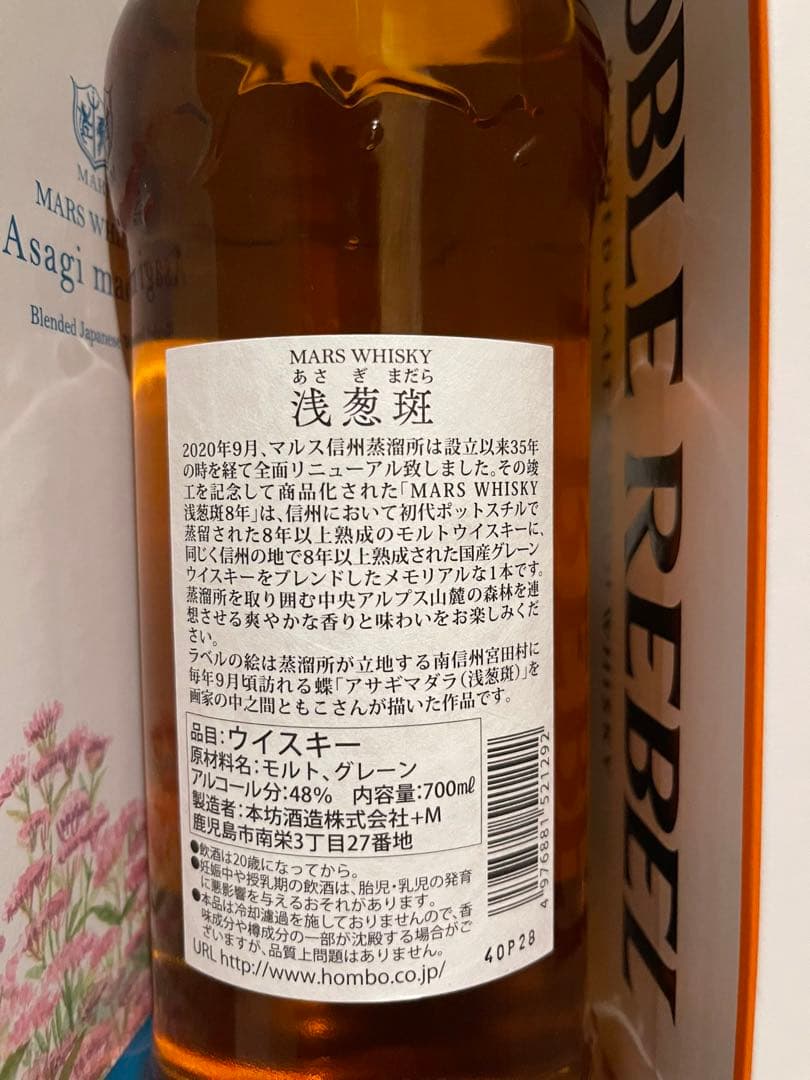 MARS WHISKY
Asagi
Blended Japanese
MARS WHISKY
あさ ぎ まだら
浅葱斑
2020年9月、マルス信州蒸溜所は設立以来35年
の時を経て全面リニューアル致しました。その竣
工を記念して商品化された「MARS WHISKY
浅葱斑8年」は、信州において初代ポットスチルで
蒸留された8年以上熟成のモルトウイスキーに、
同じく信州の地で8年以上熟成された国産グレーン
ウイスキーをブレンドしたメモリアルな1本です。
蒸溜所を取り囲む中央アルプス山麓の森林を連
想させる爽やかな香りと味わいをお楽しみくだ
さい。
ラベルの絵は蒸溜所が立地する南信州宮田村に
毎年9月頃訪れる蝶「アサギマダラ(浅葱斑)」を
画家の中之間ともこさんが描いた作品です。
品目:ウイスキー
原材料名:モルト、グレーン
アルコール分:48% 内容量:700㎖
製造者:本坊酒造株式会社+M
鹿児島市南栄3丁目27番地
●飲酒は20歳になってから。
●妊娠中や授乳期の飲酒は、胎児・乳児の発育
に悪影響を与えるおそれがあります。
●本品は冷却濾過を施しておりませんので、香
味成分や樽成分の一部が沈殿する場合がご
ざいますが、品質上問題はありません。
URL http://www.hombo.co.jp/
4 976881 521292
40P28
REBEL
WHISKY